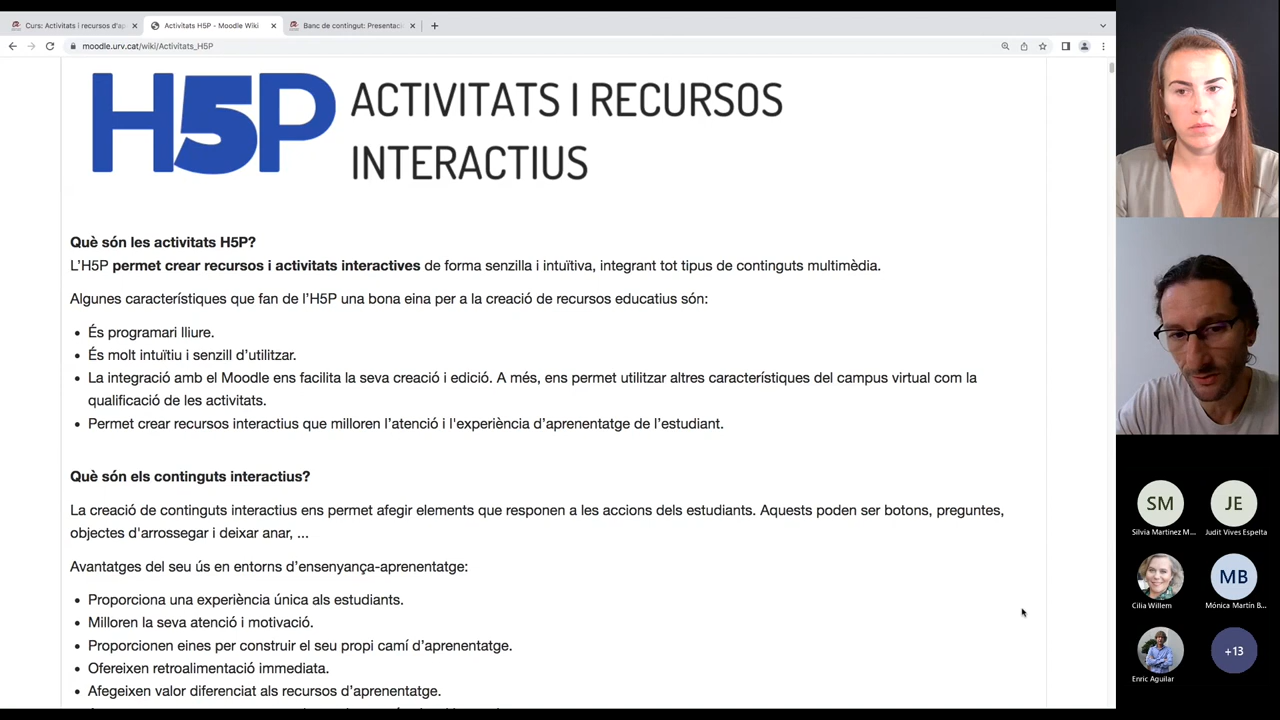 Curs: Activitats i recursos d'ap
Activitats H5P - Moodle Wiki
Banc de contingut: Presentac
moodle.urv.cat/wiki/Activitats_H5P
H5P
ACTIVITATS I RECURSOS
INTERACTIUS
Què són les activitats H5P?
L'H5P permet crear recursos i activitats interactives de forma senzilla i intuïtiva, integrant tot tipus de continguts multimèdia.
Algunes característiques que fan de l'H5P una bona eina per a la creació de recursos educatius són:
És programari lliure.
És molt intuïtiu i senzill d'utilitzar.
La integració amb el Moodle ens facilita la seva creació i edició. A més, ens permet utilitzar altres característiques del campus virtual com la
qualificació de les activitats.
Permet crear recursos interactius que milloren l'atenció i l'experiència d'aprenentatge de l'estudiant.
Què són els continguts interactius?
La creació de continguts interactius ens permet afegir elements que responen a les accions dels estudiants. Aquests poden ser botons, preguntes,
objectes d'arrossegar i deixar anar, ...
Avantatges del seu ús en entorns d'ensenyança-aprenentatge:
Proporciona una experiència única als estudiants.
Milloren la seva atenció i motivació.
Proporcionen eines per construir el seu propi camí d'aprenentatge.
Ofereixen retroalimentació immediata.
Afegeixen valor diferenciat als recursos d'aprenentatge.
SM
JE
Silvia Martínez M...
Judit Vives Espelta
MB
Cilia Willem
Mónica Martín B...
+13
Enric Aguilar